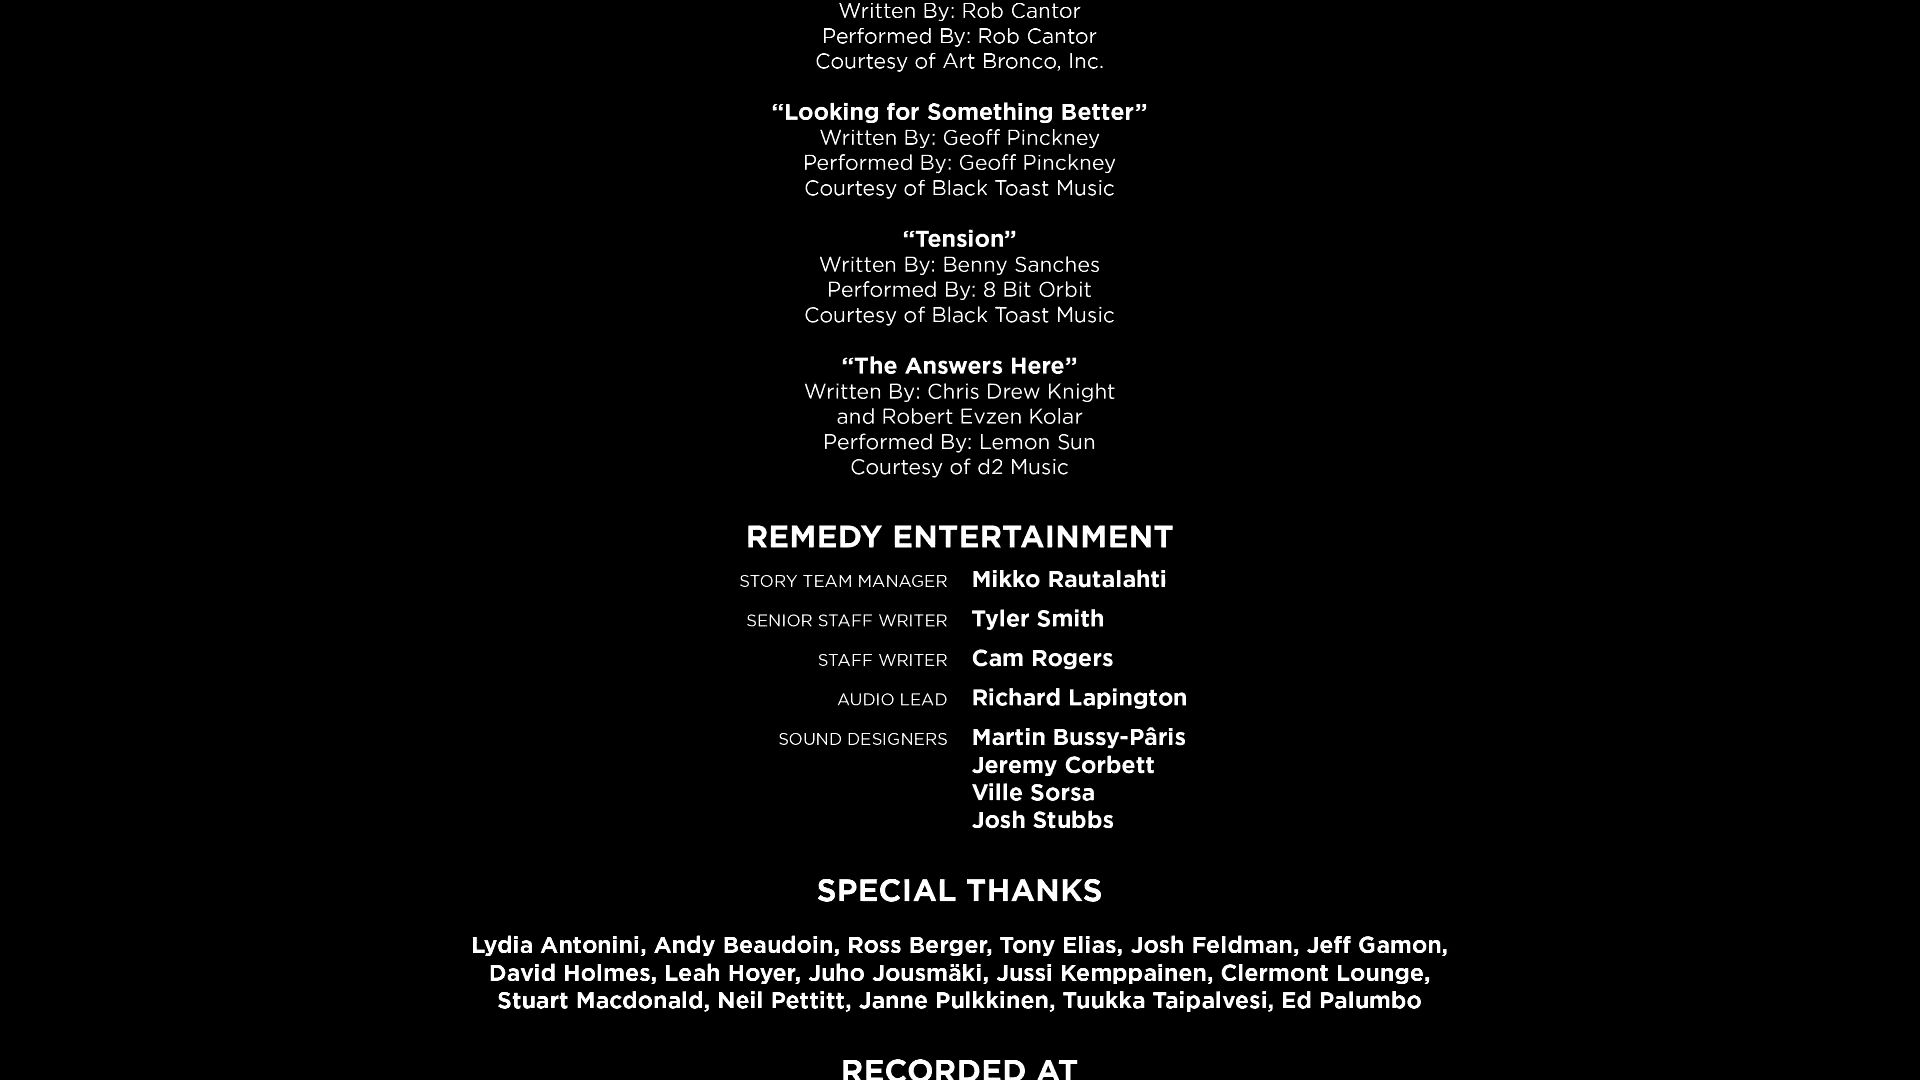 Written By: Rob Cantor
Performed By: Rob Cantor
Courtesy of Art Bronco, Inc.
“Looking for Something Better”
Written By: Geoff Pinckney
Performed By: Geoff Pinckney
Courtesy of Black Toast Music
“Tension”
Written By: Benny Sanches
Performed By: 8 Bit Orbit
Courtesy of Black Toast Music
“The Answers Here”
Written By: Chris Drew Knight
and Robert Evzen Kolar
Performed By: Lemon Sun
Courtesy of d2 Music
REMEDY ENTERTAINMENT
STORY TEAM MANAGER Mikko Rautalahti
SENIOR STAFF WRITER Tyler Smith
STAFF WRITER Cam Rogers
AUDIO LEAD Richard Lapington
SOUND DESIGNERS Martin Bussy-Pâris
Jeremy Corbett
Ville Sorsa
Josh Stubbs
SPECIAL THANKS
Lydia Antonini, Andy Beaudoin, Ross Berger, Tony Elias, Josh Feldman, Jeff Gamon,
David Holmes, Leah Hoyer, Juho Jousmäki, Jussi Kemppainen, Clermont Lounge,
Stuart Macdonald, Neil Pettitt, Janne Pulkkinen, Tuukka Taipalvesi, Ed Palumbo
RECORDED AT